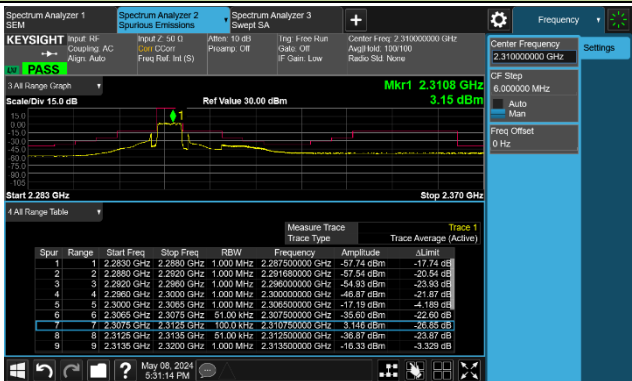 Spectrum Analyzer 1
SEM
Spectrum Analyzer 2
Spurious Emissions
Spectrum Analyzer 3
Swept SA
Frequency
KEYSIGHT
Input: RF
Coupling: AC
Align: Auto
Input Z: 50 Ω
Corr CCorr
Freq Ref: Int (S)
Atten: 10 dB
Preamp: Off
Trig: Free Run
Gate: Off
IF Gain: Low
Center Freq: 2.310000000 GHz
Avg|Hold: 100/100
Radio Std: None
PASS
3 All Range Graph
Mkr1 2.3108 GHz
Scale/Div 15.0 dB
Ref Value 30.00 dBm
3.15 dBm
1
15.0
0.00
-15.0
-30.0
-45.0
-60.0
-75.0
-90.0
-105
Start 2.283 GHz
Stop 2.370 GHz
4 All Range Table
Measure Trace Trace 1
Trace Type Trace Average (Active)
Spur Range Start Freq Stop Freq RBW Frequency Amplitude ΔLimit
1 1 2.2830 GHz 2.2880 GHz 1.000 MHz 2.287500000 GHz -57.74 dBm -17.74 dB
2 2 2.2880 GHz 2.2920 GHz 1.000 MHz 2.291680000 GHz -57.54 dBm -20.54 dB
3 3 2.2920 GHz 2.2960 GHz 1.000 MHz 2.296000000 GHz -54.93 dBm -23.93 dB
4 4 2.2960 GHz 2.3000 GHz 1.000 MHz 2.300000000 GHz -46.87 dBm -21.87 dB
5 5 2.3000 GHz 2.3065 GHz 1.000 MHz 2.306500000 GHz -17.19 dBm -4.189 dB
6 6 2.3065 GHz 2.3075 GHz 51.00 kHz 2.307500000 GHz -35.60 dBm -22.60 dB
7 7 2.3075 GHz 2.3125 GHz 100.0 kHz 2.310750000 GHz 3.146 dBm -26.85 dB
8 8 2.3125 GHz 2.3135 GHz 51.00 kHz 2.312500000 GHz -36.87 dBm -23.87 dB
9 9 2.3135 GHz 2.3200 GHz 1.000 MHz 2.313500000 GHz -16.33 dBm -3.329 dB
Center Frequency
2.310000000 GHz
Settings
CF Step
6.000000 MHz
Auto
Man
Freq Offset
0 Hz
May 08, 2024
5:31:14 PM